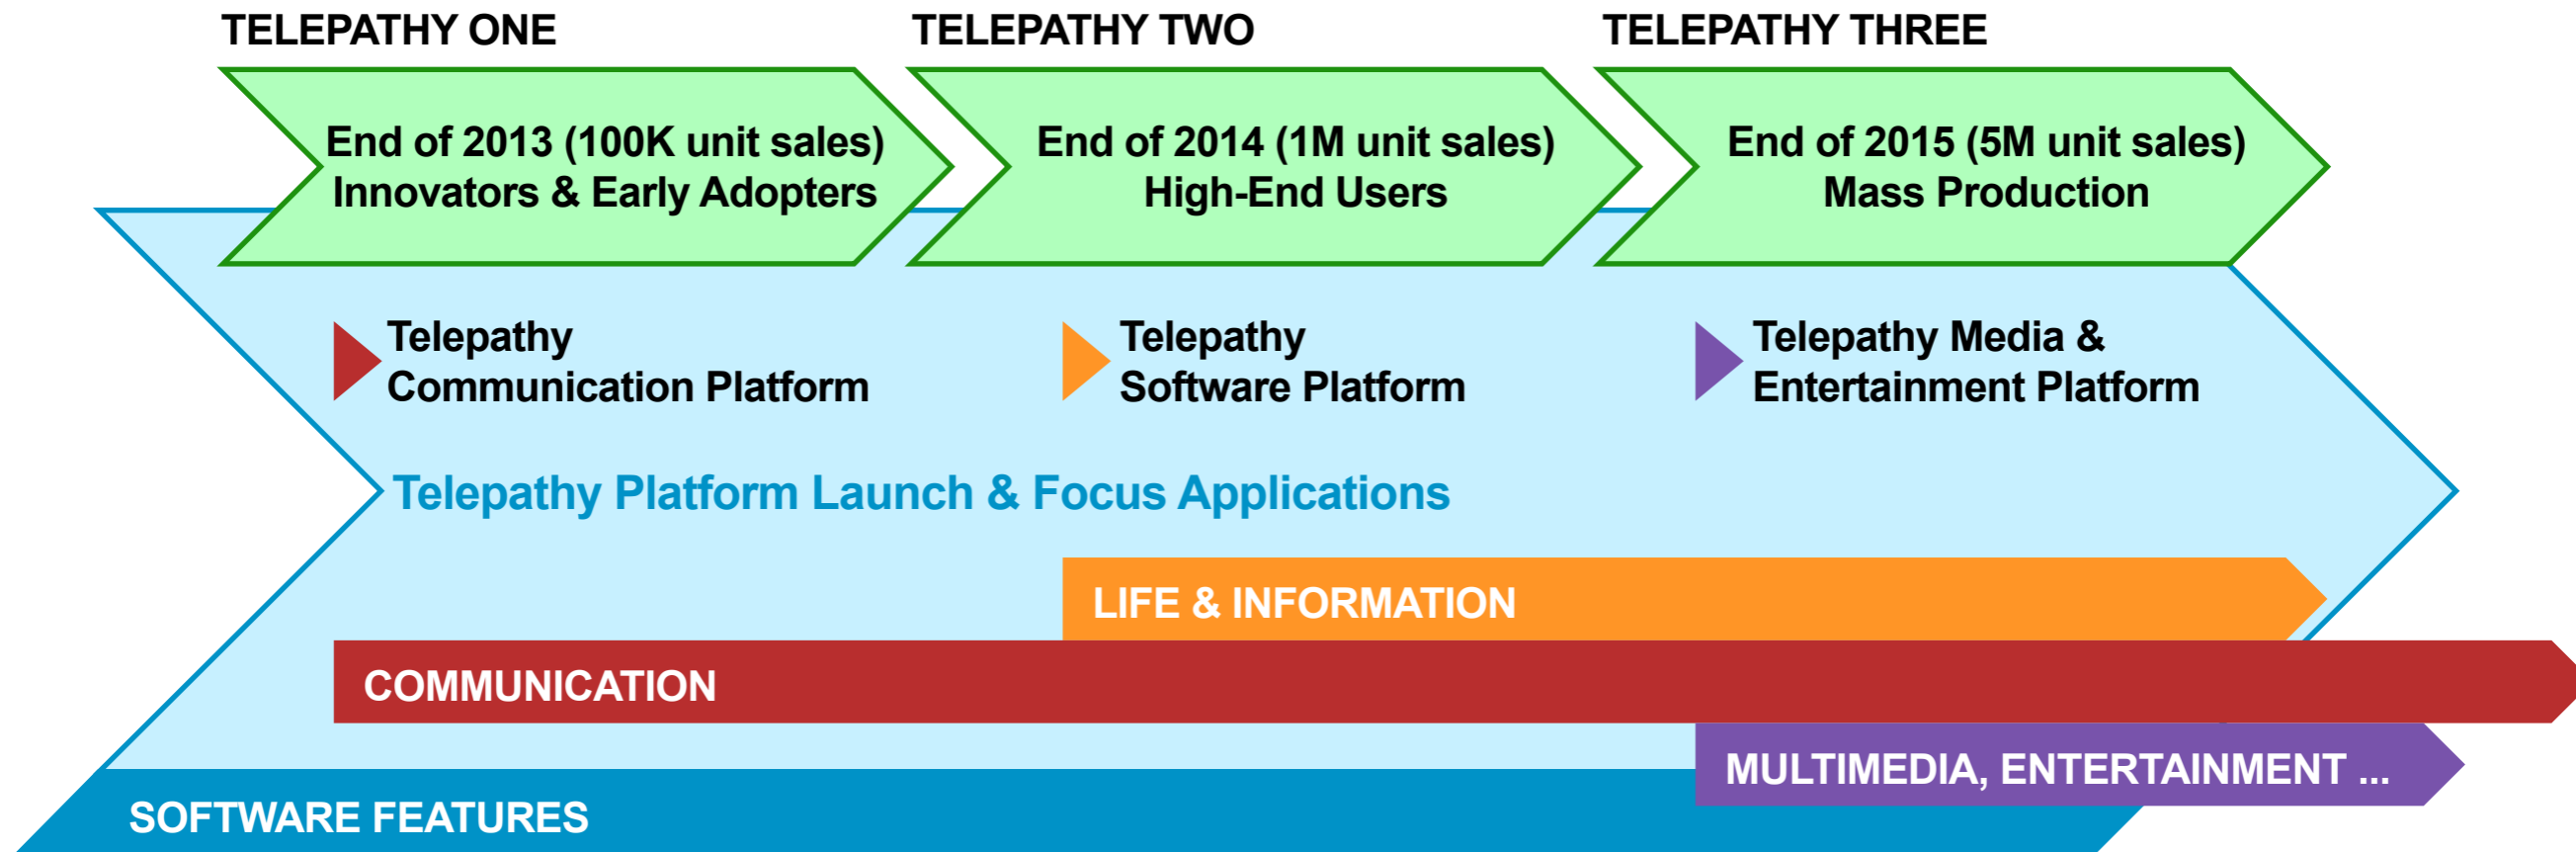 TELEPATHY ONE
TELEPATHY TWO
TELEPATHY THREE
End of 2013 (100K unit sales)
Innovators & Early Adopters
End of 2014 (1M unit sales)
High-End Users
End of 2015 (5M unit sales)
Mass Production
Telepathy
Communication Platform
Telepathy
Software Platform
Telepathy Media &
Entertainment Platform
Telepathy Platform Launch & Focus Applications
LIFE & INFORMATION
COMMUNICATION
MULTIMEDIA, ENTERTAINMENT ...
SOFTWARE FEATURES